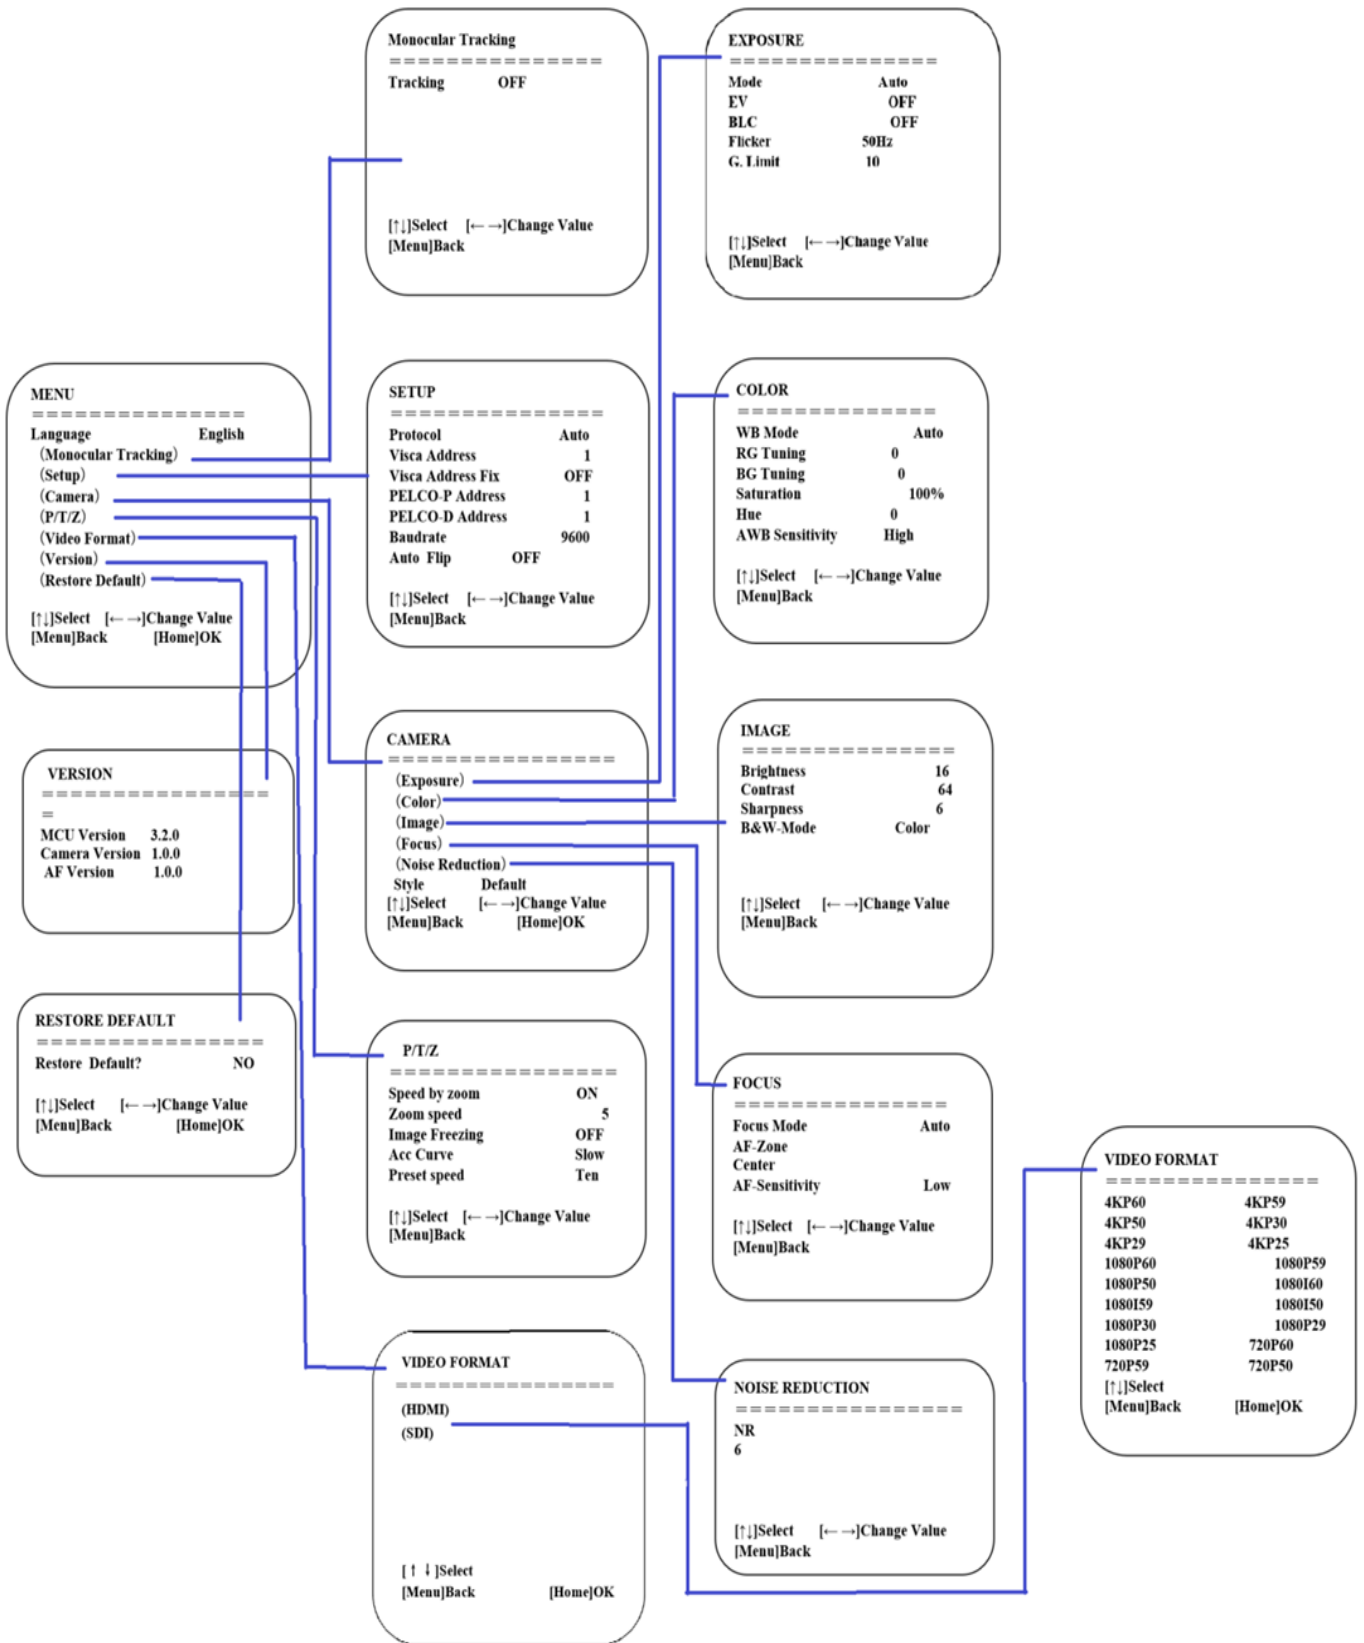 Monocular Tracking
===============
Tracking OFF
[↑↓]Select [←→]Change Value
[Menu]Back
EXPOSURE
===============
Mode Auto
EV OFF
BLC OFF
Flicker 50Hz
G. Limit 10
[↑↓]Select [←→]Change Value
[Menu]Back
MENU
===============
Language English
(Monocular Tracking)
(Setup)
(Camera)
(P/T/Z)
(Video Format)
(Version)
(Restore Default)
[↑↓]Select [←→]Change Value
[Menu]Back [Home]OK
SETUP
===============
Protocol Auto
Visca Address 1
Visca Address Fix OFF
PELCO-P Address 1
PELCO-D Address 1
Baudrate 9600
Auto Flip OFF
[↑↓]Select [←→]Change Value
[Menu]Back
COLOR
==============
WB Mode Auto
RG Tuning 0
BG Tuning 0
Saturation 100%
Hue 0
AWB Sensitivity High
[↑↓]Select [←→]Change Value
[Menu]Back
VERSION
================
=
MCU Version 3.2.0
Camera Version 1.0.0
AF Version 1.0.0
CAMERA
================
(Exposure)
(Color)
(Image)
(Focus)
(Noise Reduction)
Style Default
[↑↓]Select [←→]Change Value
[Menu]Back [Home]OK
IMAGE
===============
Brightness 16
Contrast 64
Sharpness 6
B&W-Mode Color
[↑↓]Select [←→]Change Value
[Menu]Back
RESTORE DEFAULT
================
Restore Default? NO
[↑↓]Select [←→]Change Value
[Menu]Back [Home]OK
P/T/Z
================
Speed by zoom ON
Zoom speed 5
Image Freezing OFF
Acc Curve Slow
Preset speed Ten
[↑↓]Select [←→]Change Value
[Menu]Back
FOCUS
===============
Focus Mode Auto
AF-Zone
Center
AF-Sensitivity Low
[↑↓]Select [←→]Change Value
[Menu]Back
VIDEO FORMAT
================
(HDMI)
(SDI)
[↑↓]Select
[Menu]Back [Home]OK
NOISE REDUCTION
================
NR
6
[↑↓]Select [←→]Change Value
[Menu]Back
VIDEO FORMAT
===============
4KP60 4KP59
4KP50 4KP30
4KP29 4KP25
1080P60 1080P59
1080P50 1080I60
1080I59 1080I50
1080P30 1080P29
1080P25 720P60
720P59 720P50
[↑↓]Select
[Menu]Back [Home]OK